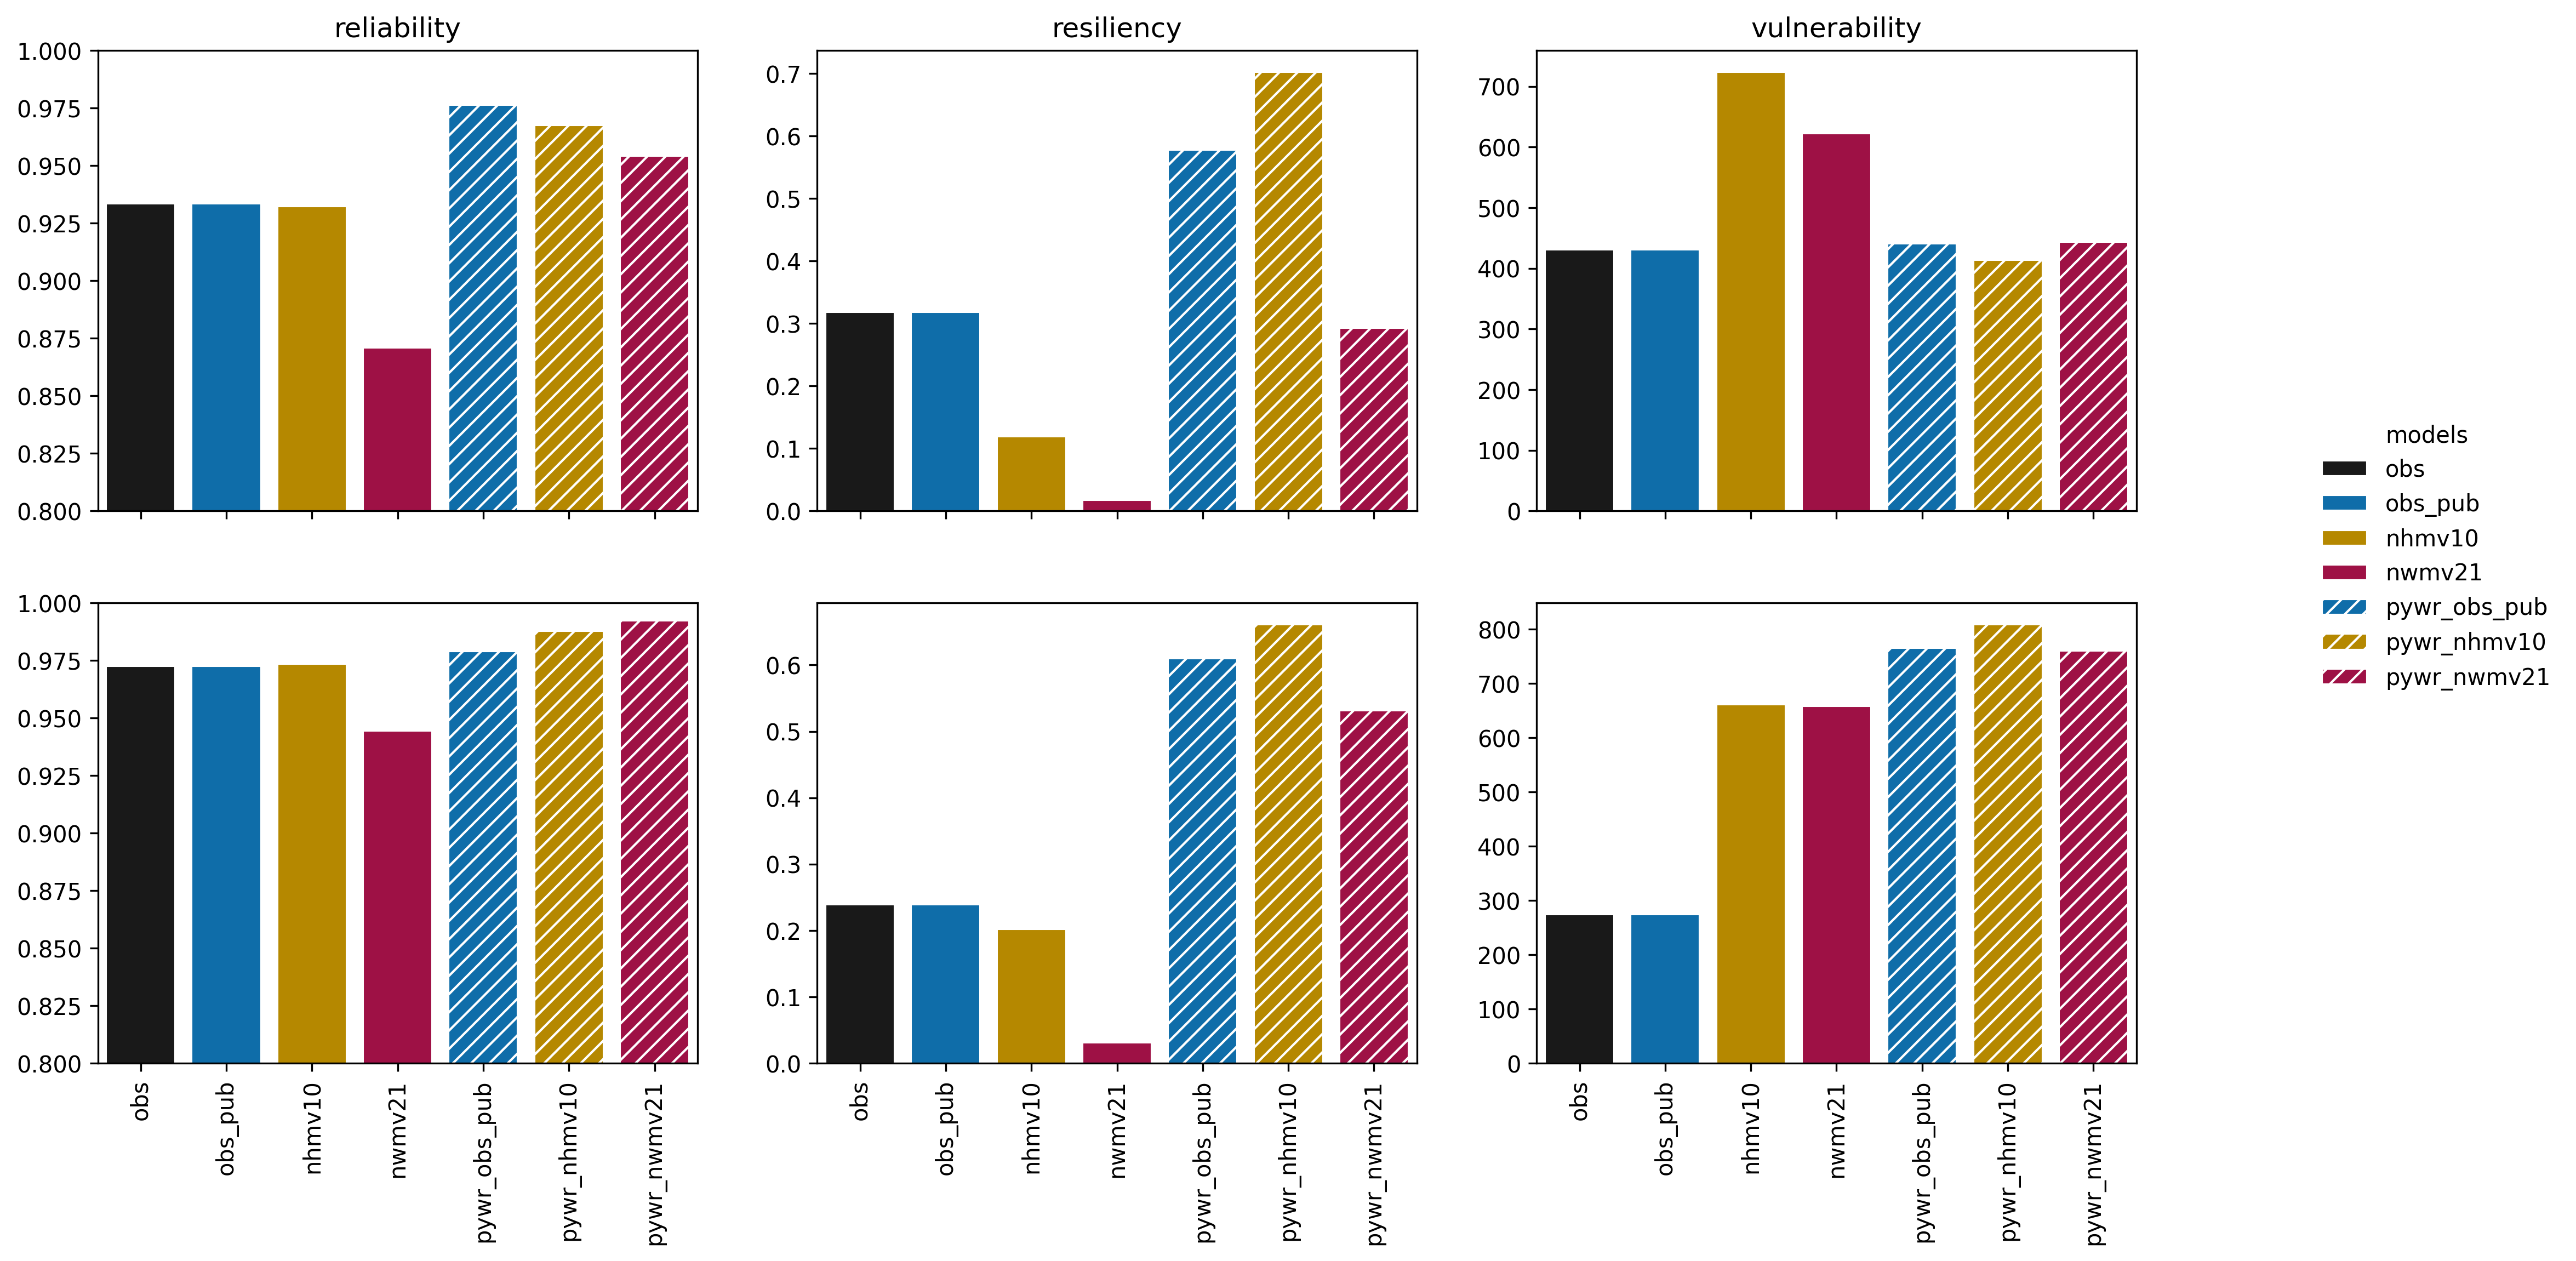 reliability
1.000
0.975
0.950
0.925
0.900
0.875
0.850
0.825
0.800
resiliency
0.7
0.6
0.5
0.4
0.3
0.2
0.1
0.0
vulnerability
700
600
500
400
300
200
100
0
1.000
0.975
0.950
0.925
0.900
0.875
0.850
0.825
0.800
obs
obs_pub
nhmv10
nwmv21
pywr_obs_pub
pywr_nhmv10
pywr_nwmv21
0.6
0.5
0.4
0.3
0.2
0.1
0.0
obs
obs_pub
nhmv10
nwmv21
pywr_obs_pub
pywr_nhmv10
pywr_nwmv21
800
700
600
500
400
300
200
100
0
obs
obs_pub
nhmv10
nwmv21
pywr_obs_pub
pywr_nhmv10
pywr_nwmv21
models
obs
obs_pub
nhmv10
nwmv21
pywr_obs_pub
pywr_nhmv10
pywr_nwmv21